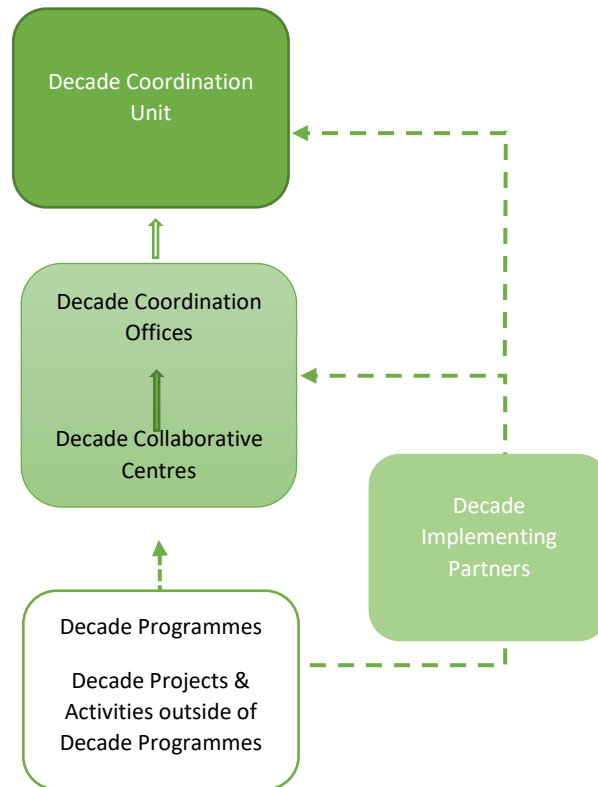 Decade Coordination
Unit
Decade Coordination
Offices
Decade Collaborative
Centres
Decade
Implementing
Partners
Decade Programmes
Decade Projects &
Activities outside of
Decade Programmes